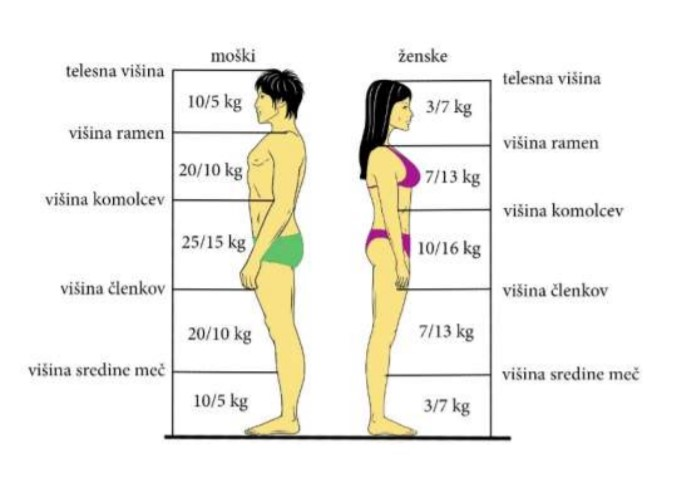 moški
telesna višina
10/5 kg
višina ramen
20/10 kg
višina komolcev
25/15 kg
višina členkov
20/10 kg
višina sredine meč
10/5 kg
ženske
telesna višina
3/7 kg
višina ramen
7/13 kg
višina komolcev
10/16 kg
višina členkov
7/13 kg
višina sredine meč
3/7 kg